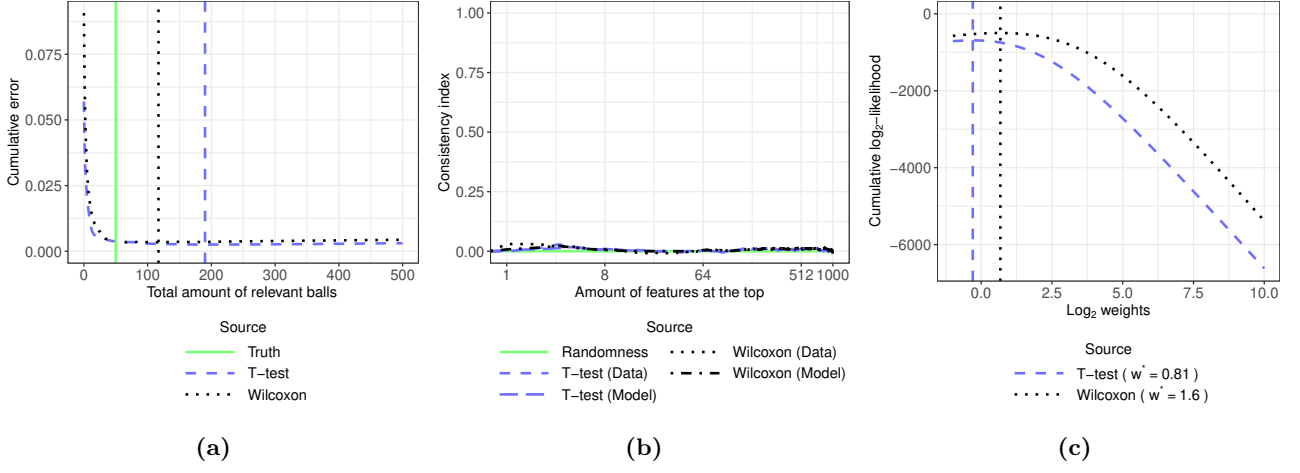 Cumulative error
0.075
0.050
0.025
0.000
0 100 200 300 400 500
Total amount of relevant balls
Source
Truth
T−test
Wilcoxon
(a)
Consistency index
1.00
0.75
0.50
0.25
0.00
1 8 64 512 1000
Amount of features at the top
Source
Randomness
T−test (Data)
T−test (Model)
Wilcoxon (Data)
Wilcoxon (Model)
(b)
Cumulative log₂−likelihood
0
−2000
−4000
−6000
0.0 2.5 5.0 7.5 10.0
Log₂ weights
Source
T−test ( w* = 0.81 )
Wilcoxon ( w* = 1.6 )
(c)